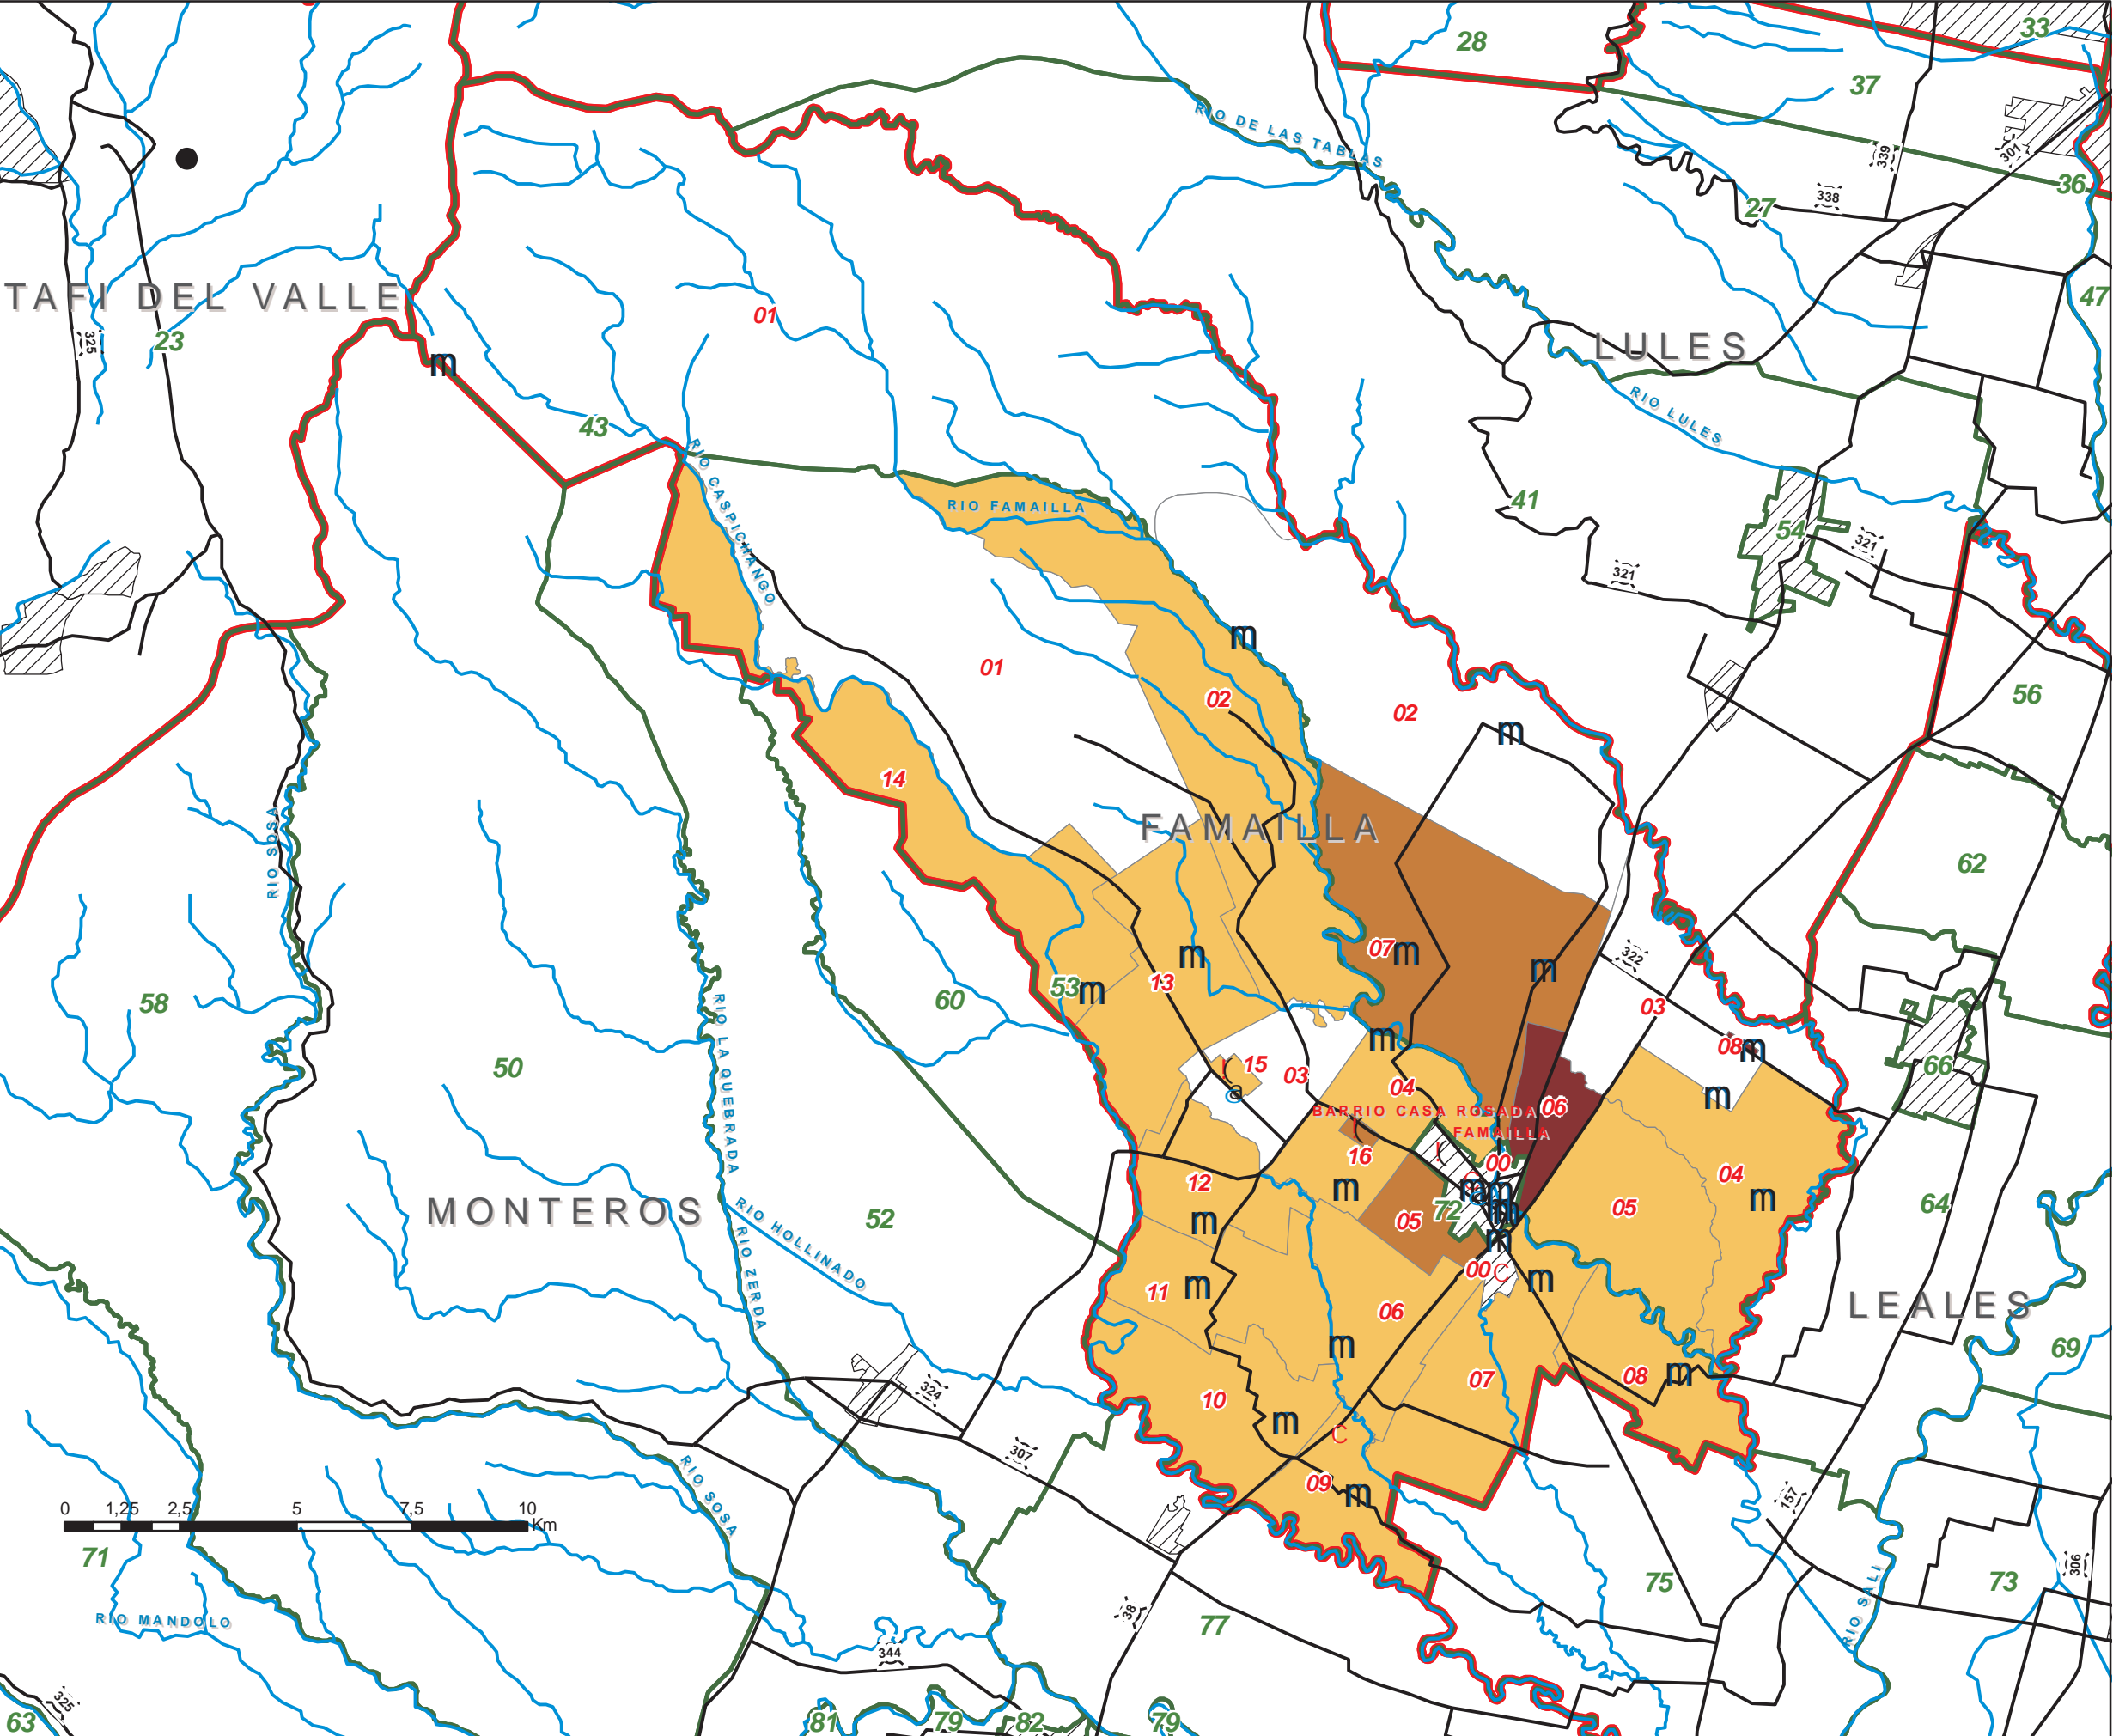 28
33
37
RIO DE LAS TABLAS
339
301
36
338
27
TAFI DEL VALLE
01
47
325
23
LULES
m
RIO LULES
43
RIO CASPICHANGO
RIO FAMAILLA
41
54
321
321
m
01
02
02
56
m
14
RIO SOSA
FAMAILLA
62
07
m
m
m
322
13
53
m
58
60
03
m
08
m
15
03
66
50
04
m
a
BARRIO CASA ROSADA
06
FAMAILLA
RIO LA QUEBRADA
16
00
04
12
m
m
m
m
m
64
MONTEROS
RIO HOLLINADO
52
m
05
72
05
m
RIO ZERDA
00
C
m
11
m
06
LEALES
m
69
324
10
07
08
m
m
C
307
RIO SOSA
09
m
157
0
1,25
2,5
5
7,5
10
Km
71
75
73
306
RIO MANDOLO
38
77
RIO SALI
344
325
63
81
79
82
79